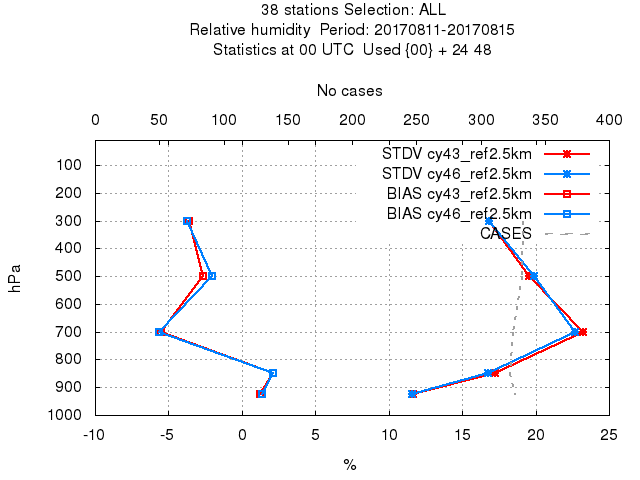 38 stations Selection: ALL
Relative humidity  Period: 20170811-20170815
Statistics at 00 UTC  Used {00} + 24 48
No cases
0 50 100 150 200 250 300 350 400
STDV cy43_ref2.5km
STDV cy46_ref2.5km
BIAS cy43_ref2.5km
BIAS cy46_ref2.5km
CASES
hPa
100
200
300
400
500
600
700
800
900
1000
-10 -5 0 5 10 15 20 25
%